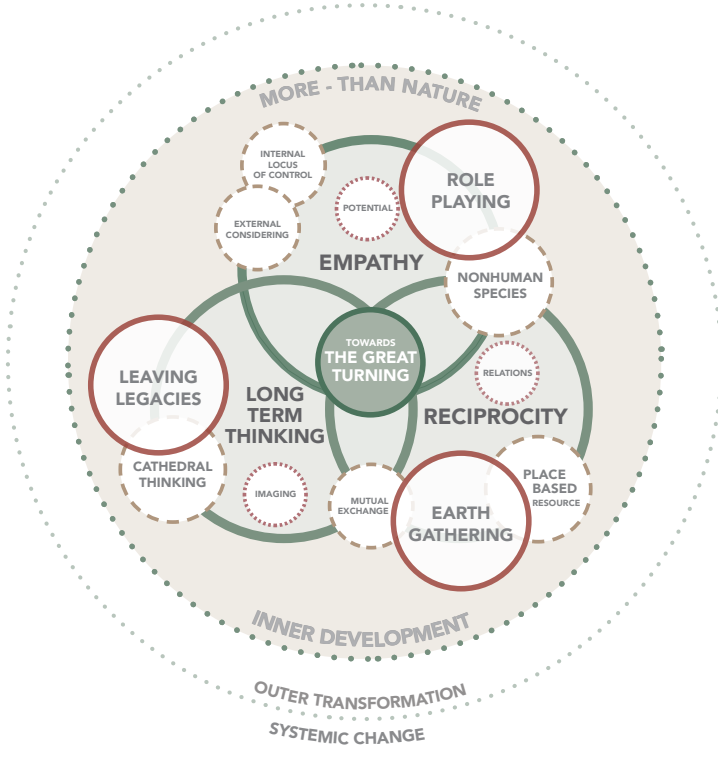 MORE - THAN NATURE
INTERNAL
LOCUS
OF CONTROL
ROLE
PLAYING
POTENTIAL
EXTERNAL
CONSIDERING
EMPATHY
NONHUMAN
SPECIES
TOWARDS
THE GREAT
TURNING
RELATIONS
LEAVING
LEGACIES
LONG
TERM
THINKING
RECIPROCITY
CATHEDRAL
THINKING
IMAGING
MUTUAL
EXCHANGE
EARTH
GATHERING
PLACE
BASED
RESOURCE
INNER DEVELOPMENT
OUTER TRANSFORMATION
SYSTEMIC CHANGE